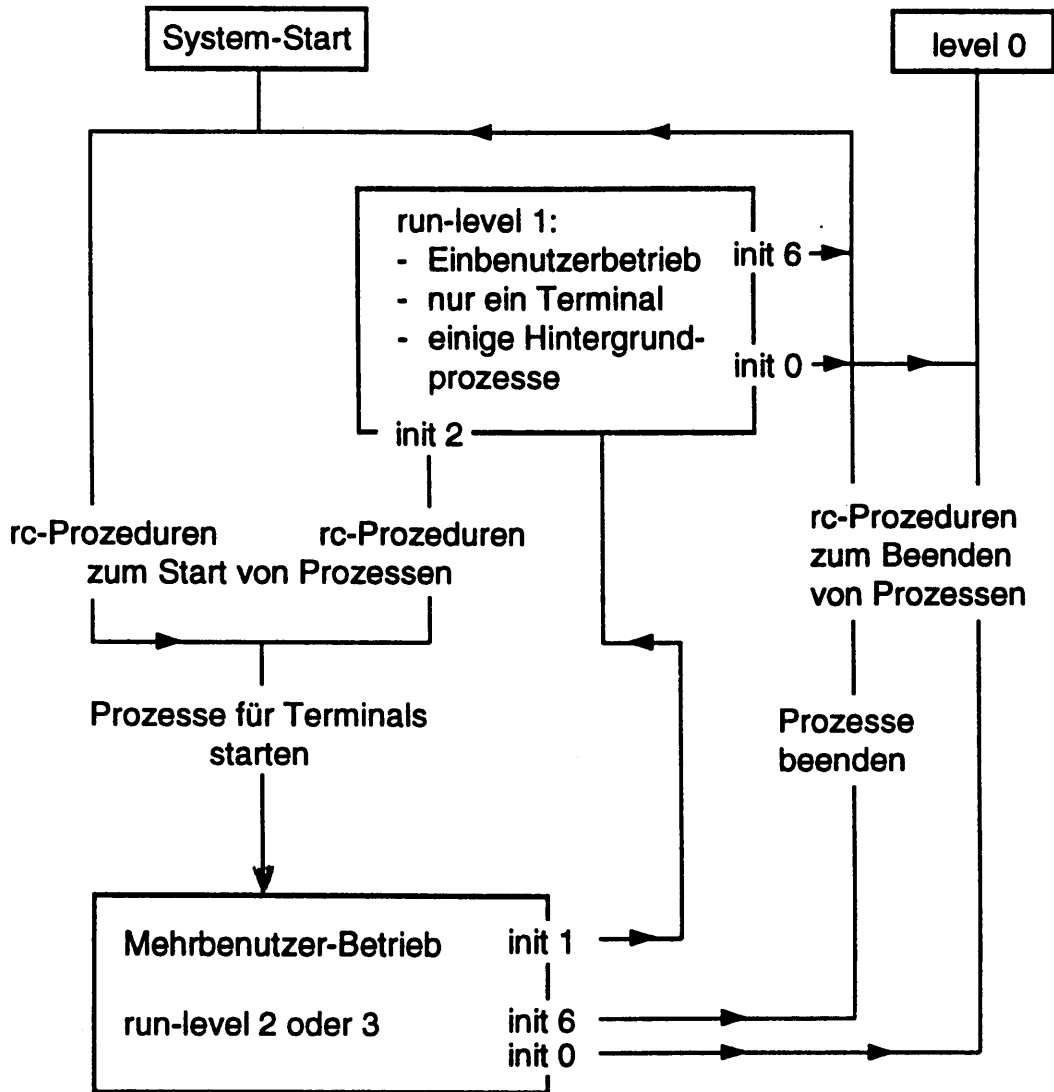 System-Start
level 0
run-level 1:
- Einbenutzerbetrieb
- nur ein Terminal
- einige Hintergrund-
prozesse
init 6
init 0
init 2
rc-Prozeduren
rc-Prozeduren
zum Start von Prozessen
rc-Prozeduren
zum Beenden
von Prozessen
Prozesse für Terminals
starten
Prozesse
beenden
Mehrbenutzer-Betrieb
run-level 2 oder 3
init 1
init 6
init 0